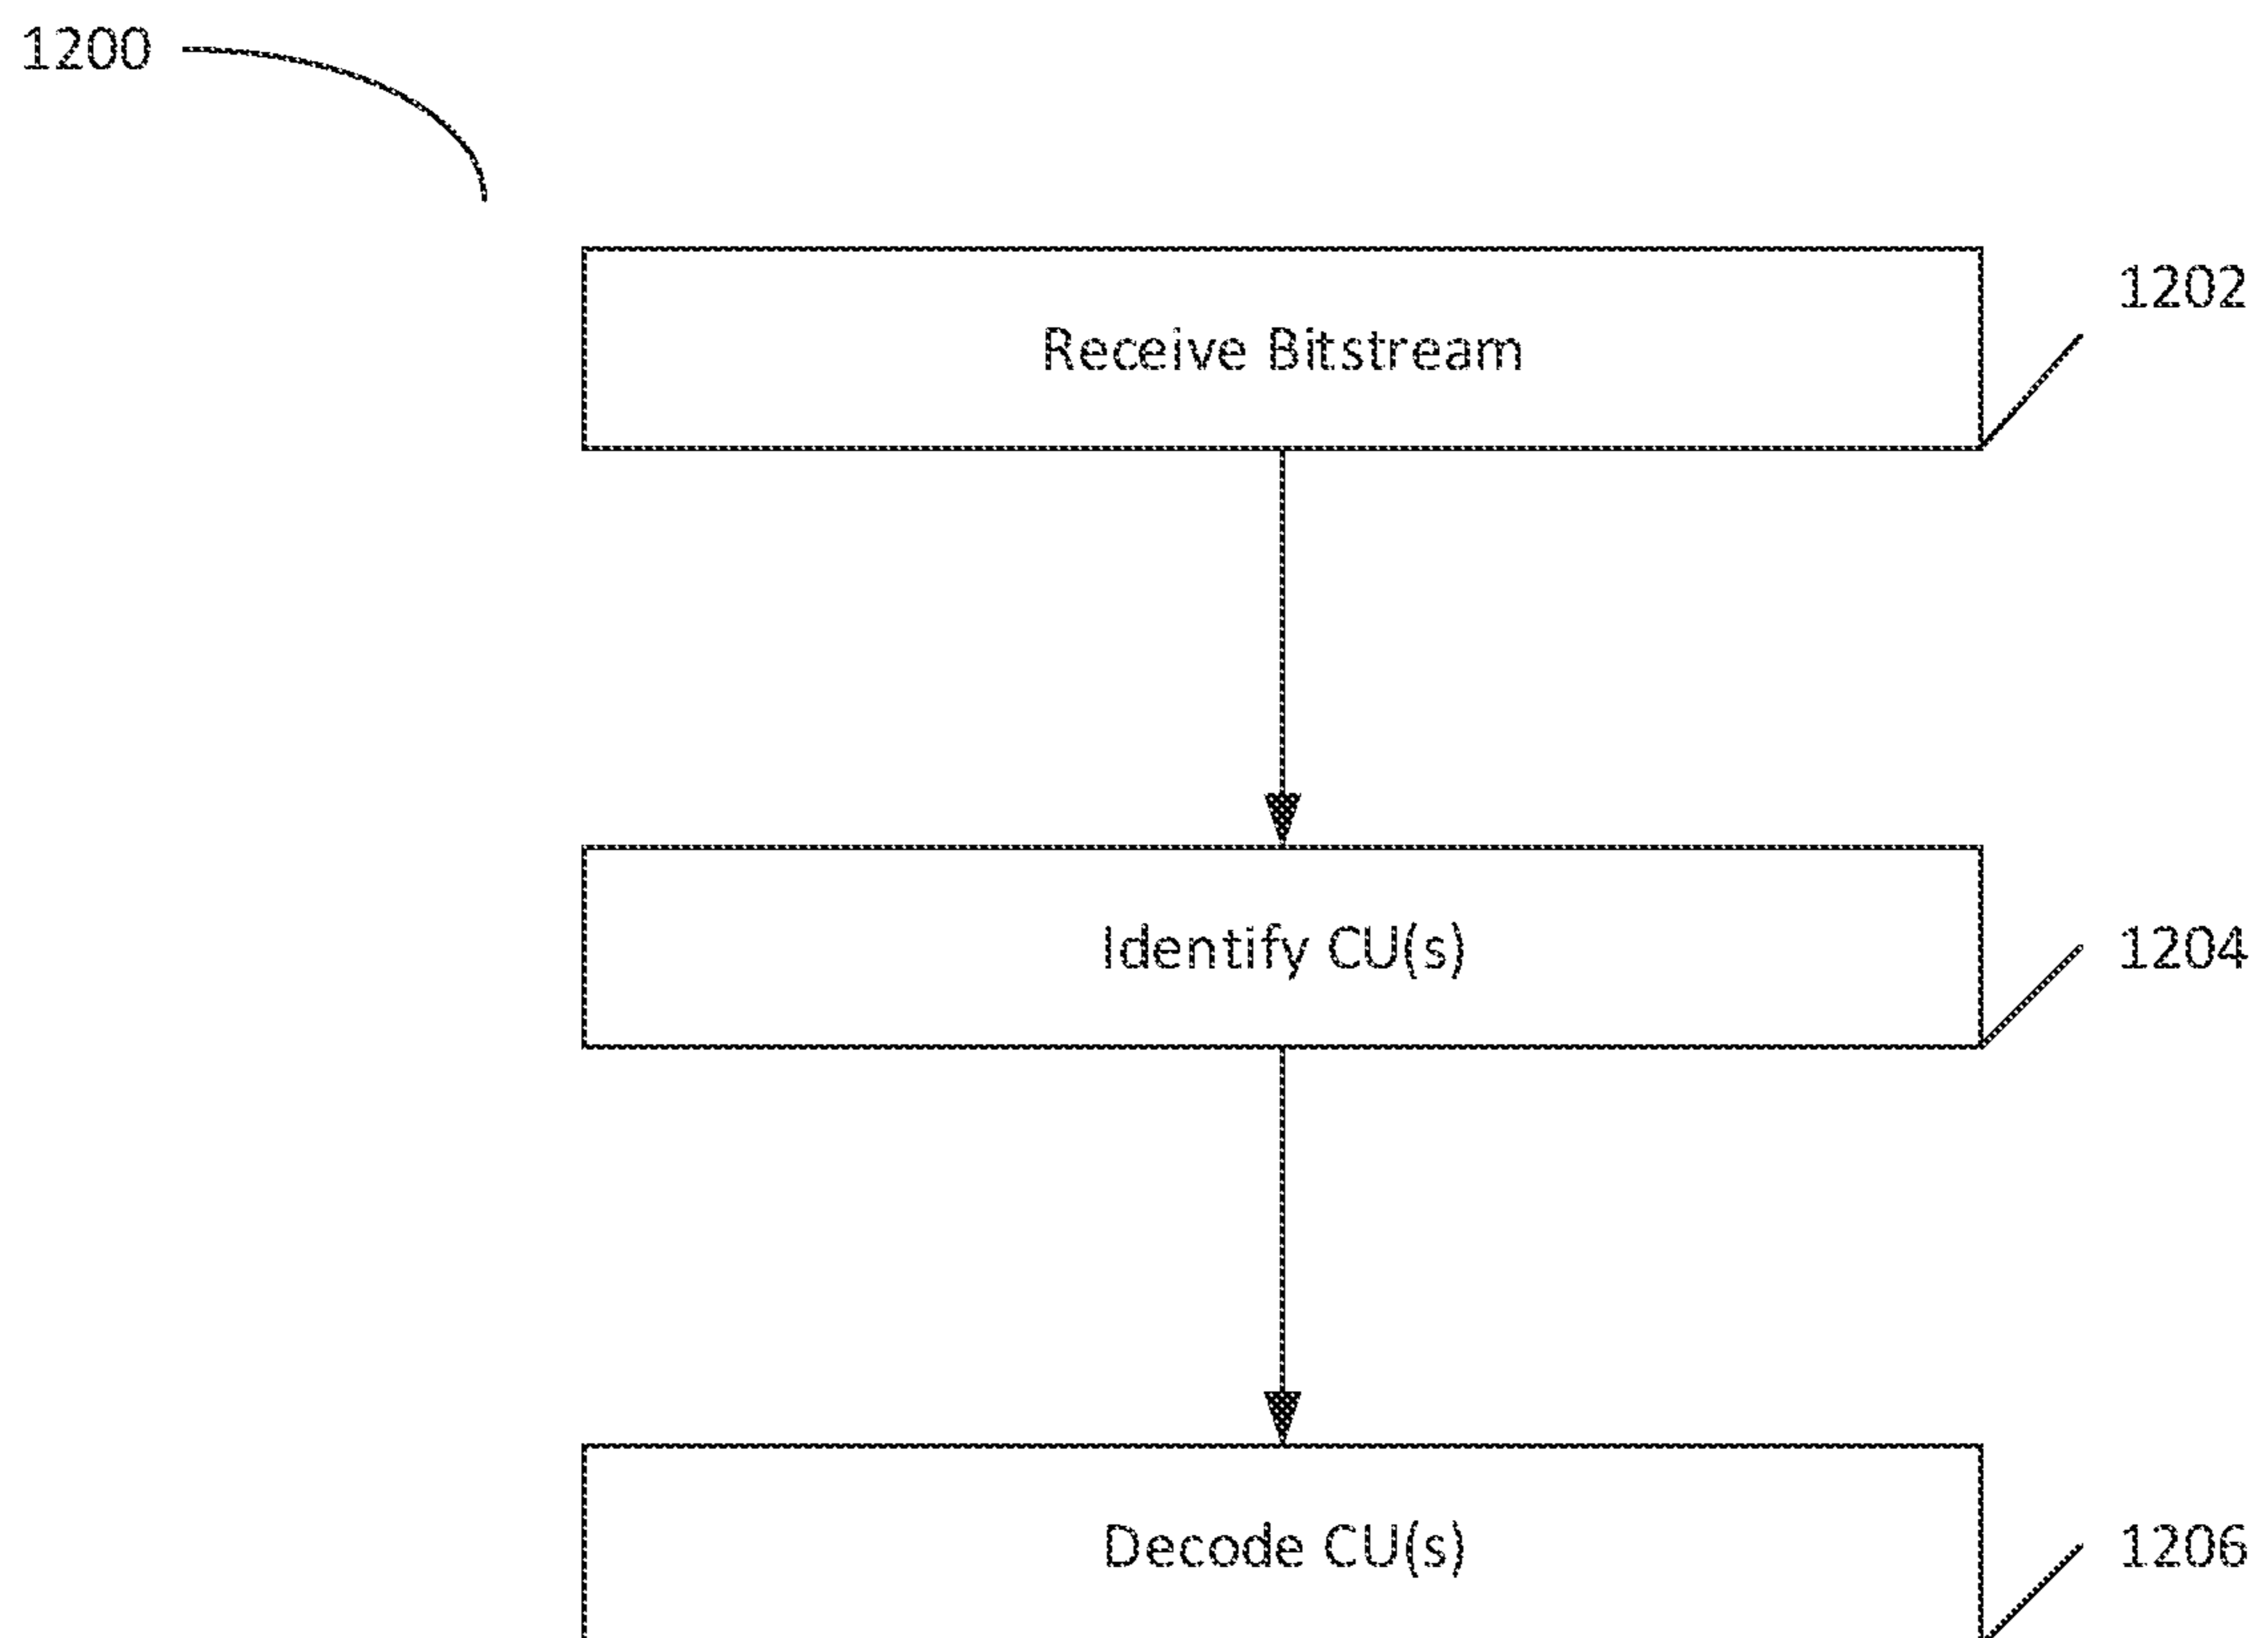 1200
1202
Receive Bitstream
Identify CU(s)
1204
Decode CU(s)
1206